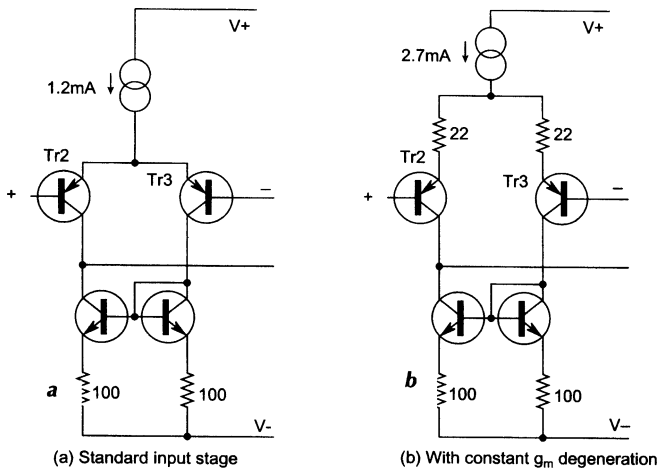 V+
1.2mA
Tr2
Tr3
+
–
a
100
100
V-
(a) Standard input stage
V+
2.7mA
22
22
Tr2
Tr3
+
–
b
100
100
V–
(b) With constant gm degeneration